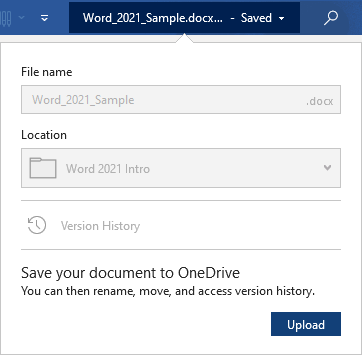 Word_2021_Sample.docx... - Saved
File name
Word_2021_Sample .docx
Location
Word 2021 Intro
Version History
Save your document to OneDrive
You can then rename, move, and access version history.
Upload